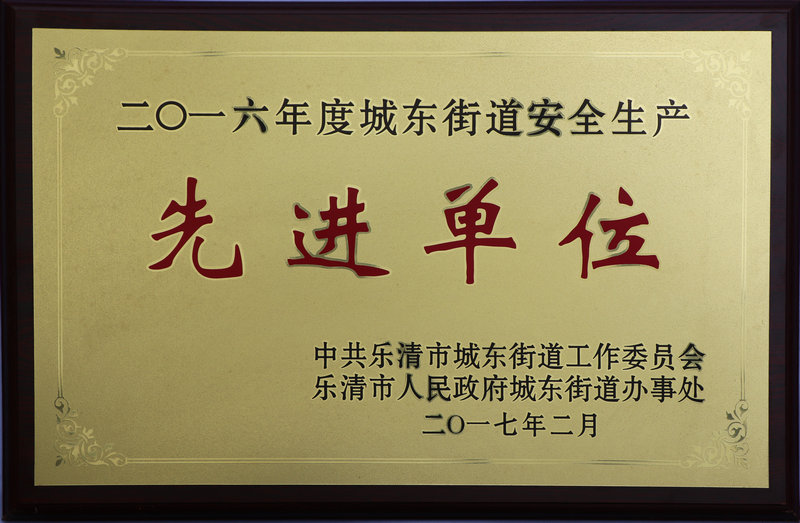 二〇一六年度城东街道安全生产
先进单位
中共乐清市城东街道工作委员会
乐清市人民政府城东街道办事处
二〇一七年二月